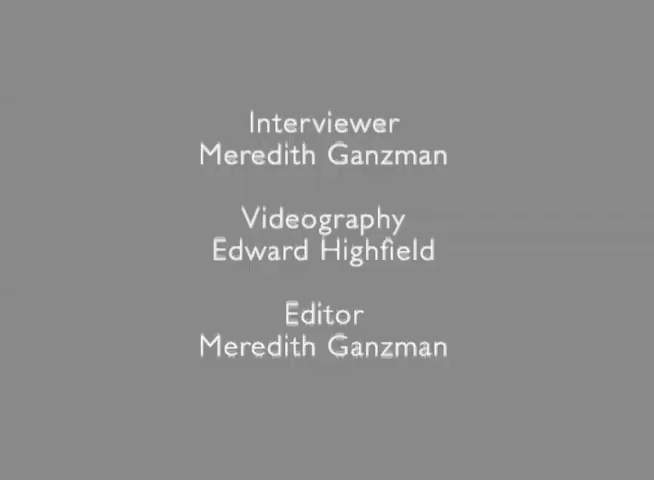 Interviewer
Meredith Ganzman
Videography
Edward Highfield
Editor
Meredith Ganzman